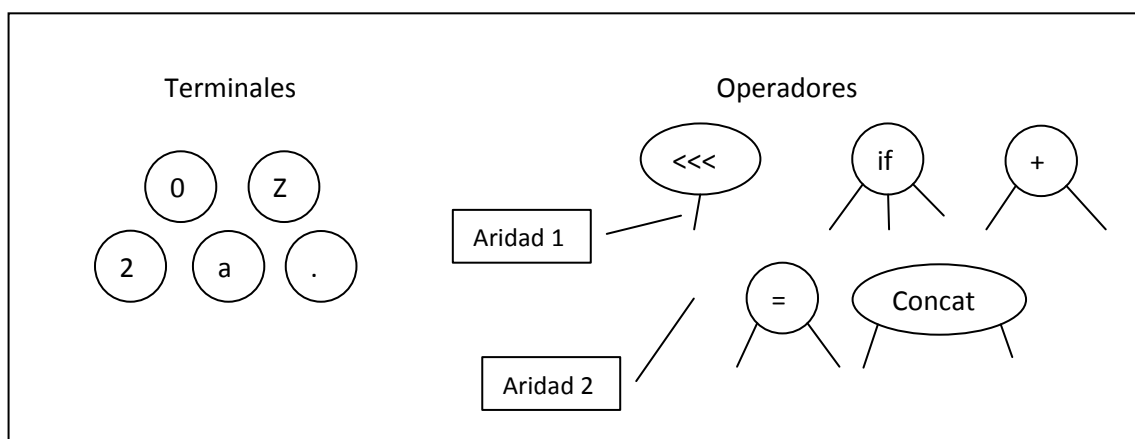 Terminales
Operadores
0 Z
2 a .
<<< if +
Aridad 1
= Concat
Aridad 2